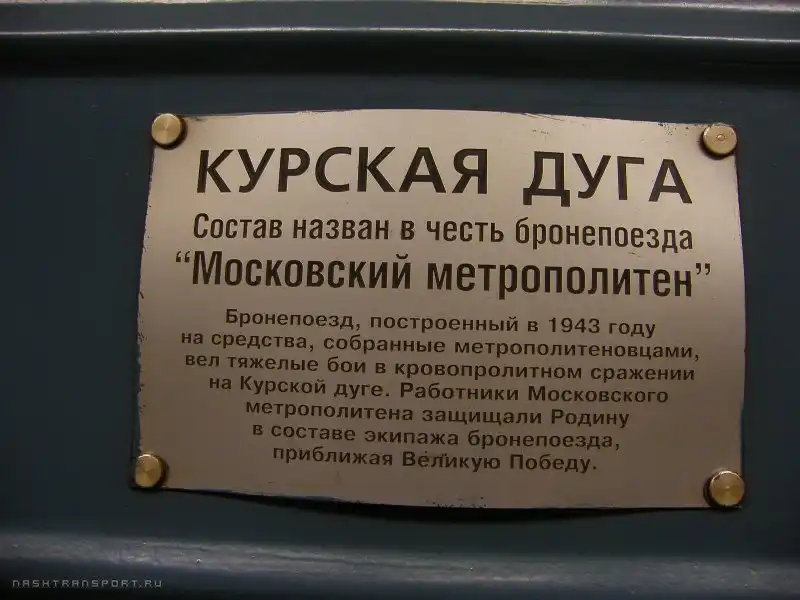 КУРСКАЯ ДУГА
Состав назван в честь бронепоезда
“Московский метрополитен”
Бронепоезд, построенный в 1943 году
на средства, собранные метрополитеновцами,
вел тяжелые бои в кровопролитном сражении
на Курской дуге. Работники Московского
метрополитена защищали Родину
в составе экипажа бронепоезда,
приближая Великую Победу.
NASHTRANSPORT.RU